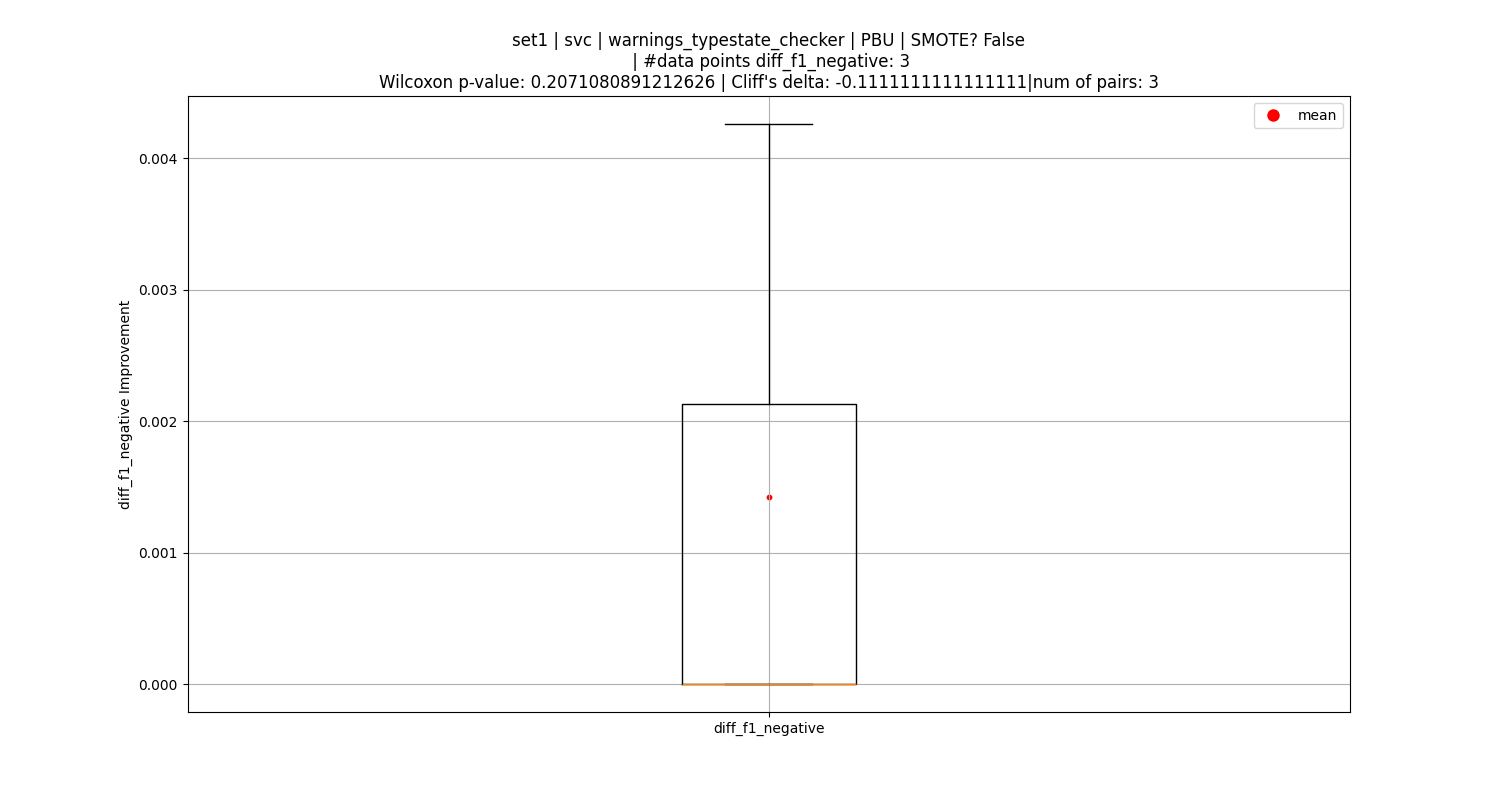 set1 | svc | warnings_typestate_checker | PBU | SMOTE? False
| #data points diff_f1_negative: 3
Wilcoxon p-value: 0.2071080891212626 | Cliff's delta: -0.1111111111111111|num of pairs: 3
mean
0.004
0.003
0.002
0.001
0.000
diff_f1_negative Improvement
diff_f1_negative